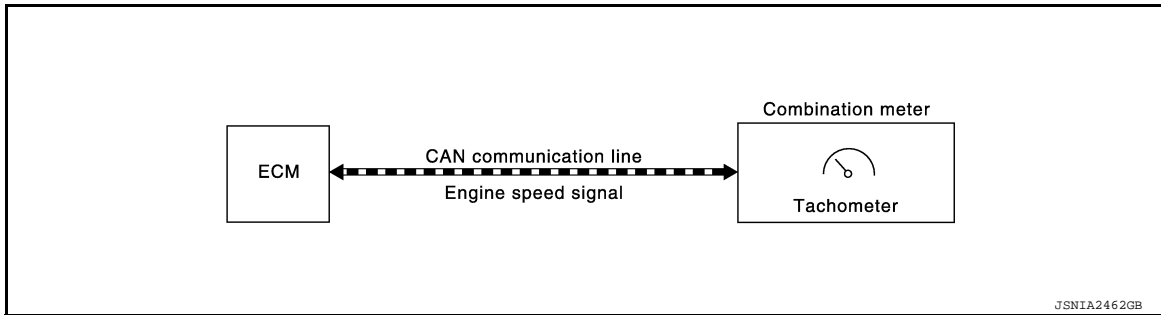 Combination meter
ECM
CAN communication line
Engine speed signal
Tachometer
JSNIA2462GB